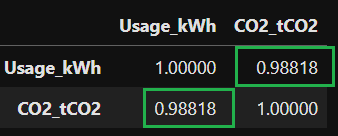 Usage_kWh CO2_tCO2
Usage_kWh 1.00000 0.98818
CO2_tCO2 0.98818 1.00000